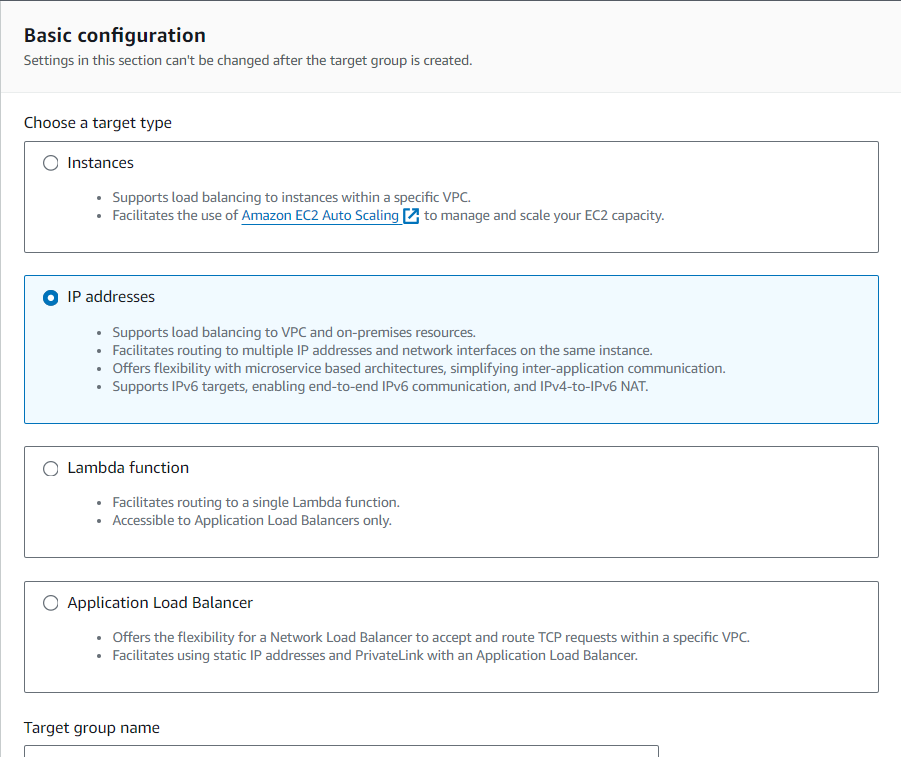 Basic configuration
Settings in this section can't be changed after the target group is created.
Choose a target type
Instances
Supports load balancing to instances within a specific VPC.
Facilitates the use of Amazon EC2 Auto Scaling to manage and scale your EC2 capacity.
IP addresses
Supports load balancing to VPC and on-premises resources.
Facilitates routing to multiple IP addresses and network interfaces on the same instance.
Offers flexibility with microservice based architectures, simplifying inter-application communication.
Supports IPv6 targets, enabling end-to-end IPv6 communication, and IPv4-to-IPv6 NAT.
Lambda function
Facilitates routing to a single Lambda function.
Accessible to Application Load Balancers only.
Application Load Balancer
Offers the flexibility for a Network Load Balancer to accept and route TCP requests within a specific VPC.
Facilitates using static IP addresses and PrivateLink with an Application Load Balancer.
Target group name